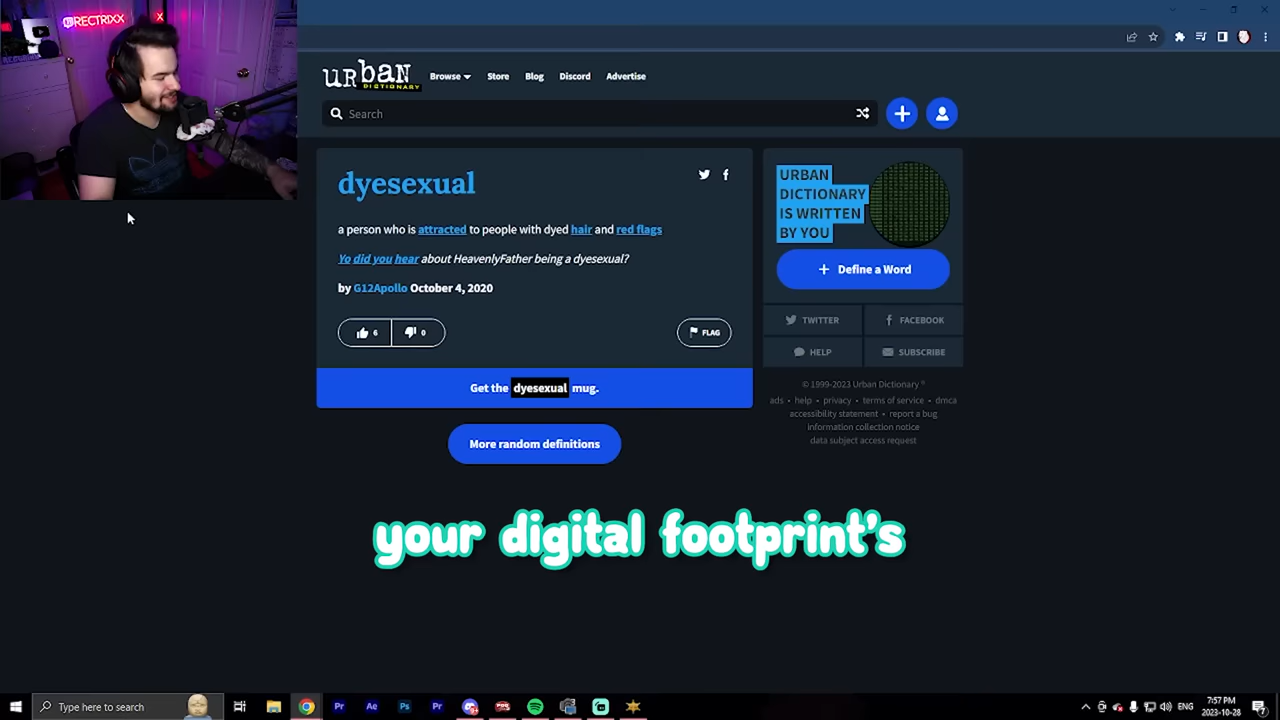 RECTRIXX
urban
DICTIONARY
Browse
Store
Blog
Discord
Advertise
Search
dyesexual
a person who is attracted to people with dyed hair and red flags
Yo did you hear about HeavenlyFather being a dyesexual?
by G12Apollo October 4, 2020
6
0
FLAG
Get the dyesexual mug.
More random definitions
URBAN
DICTIONARY
IS WRITTEN
BY YOU
+ Define a Word
TWITTER
FACEBOOK
HELP
SUBSCRIBE
© 1999-2023 Urban Dictionary ®
ads • help • privacy • terms of service • dmca
accessibility statement • report a bug
information collection notice
data subject access request
your digital footprint's
Type here to search
Pr
Ae
Ps
Pr
ENG
7:57 PM
2023-10-28